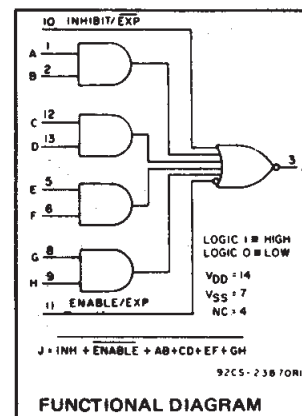 10 INHIBIT/EXP
A 1
B 2
C 12
D 13
3
E 5
F 6
LOGIC 1 ≡ HIGH
LOGIC 0 ≡ LOW
G 8
H 9
VDD = 14
VSS = 7
NC = 4
11 ENABLE/EXP
J = INH + ENABLE + AB + CD + EF + GH
92CS-23870RI
FUNCTIONAL DIAGRAM